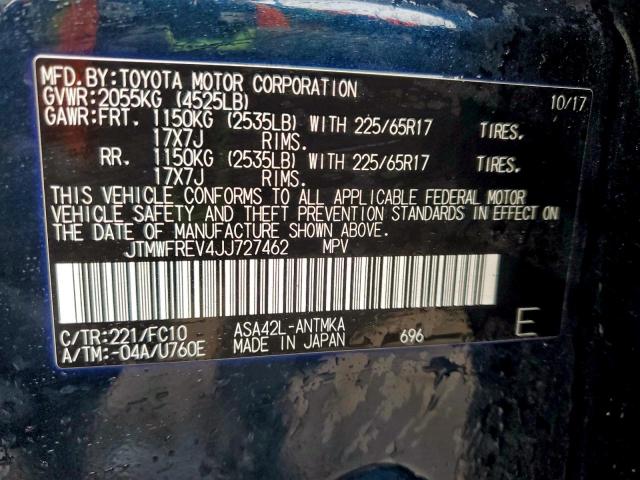 MFD.BY:TOYOTA MOTOR CORPORATION 10/17
GVWR:2055KG (4525LB)
GAWR:FRT. 1150KG (2535LB) WITH 225/65R17 TIRES.
17X7J RIMS.
RR. 1150KG (2535LB) WITH 225/65R17 TIRES.
17X7J RIMS.
THIS VEHICLE CONFORMS TO ALL APPLICABLE FEDERAL MOTOR
VEHICLE SAFETY AND THEFT PREVENTION STANDARDS IN EFFECT ON
THE DATE OF MANUFACTURE SHOWN ABOVE.
JTMWFREV4JJ727462 MPV
C/TR:221/FC10 ASA42L-ANTMKA E
A/TM:-04A/U760E MADE IN JAPAN 696